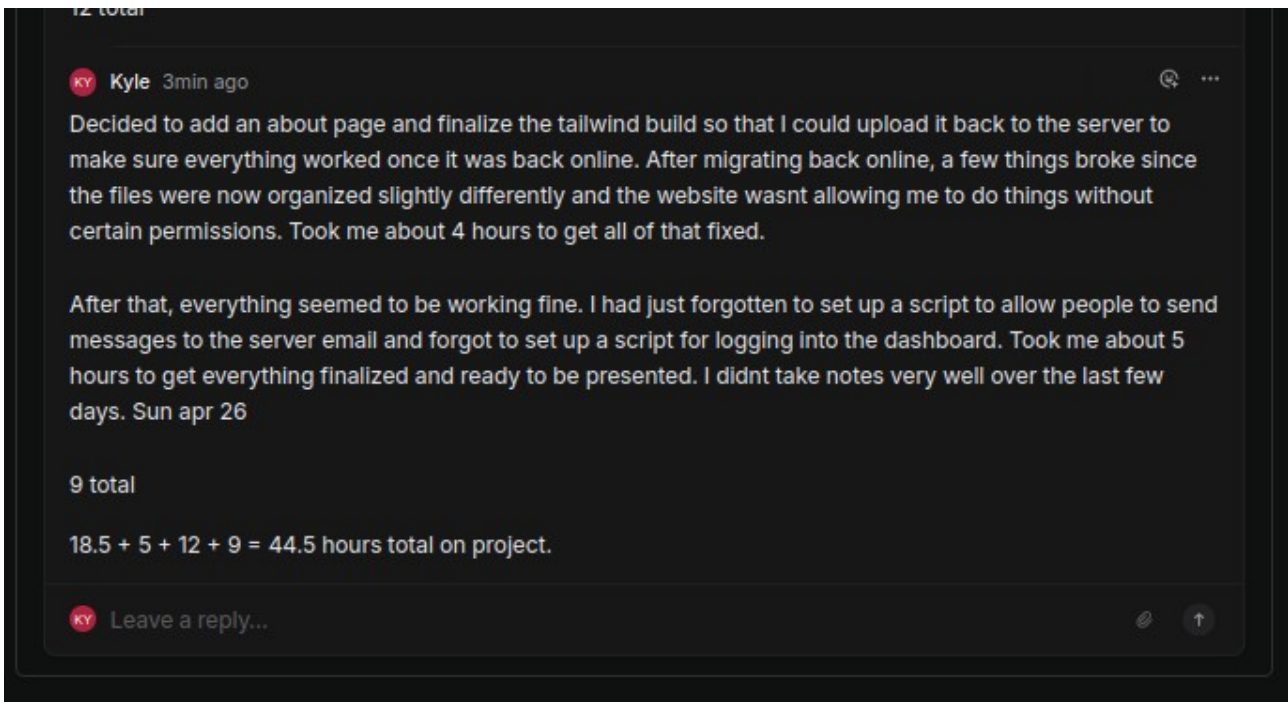 12 total
KY Kyle 3min ago
Decided to add an about page and finalize the tailwind build so that I could upload it back to the server to
make sure everything worked once it was back online. After migrating back online, a few things broke since
the files were now organized slightly differently and the website wasnt allowing me to do things without
certain permissions. Took me about 4 hours to get all of that fixed.
After that, everything seemed to be working fine. I had just forgotten to set up a script to allow people to send
messages to the server email and forgot to set up a script for logging into the dashboard. Took me about 5
hours to get everything finalized and ready to be presented. I didnt take notes very well over the last few
days. Sun apr 26
9 total
18.5 + 5 + 12 + 9 = 44.5 hours total on project.
KY Leave a reply...